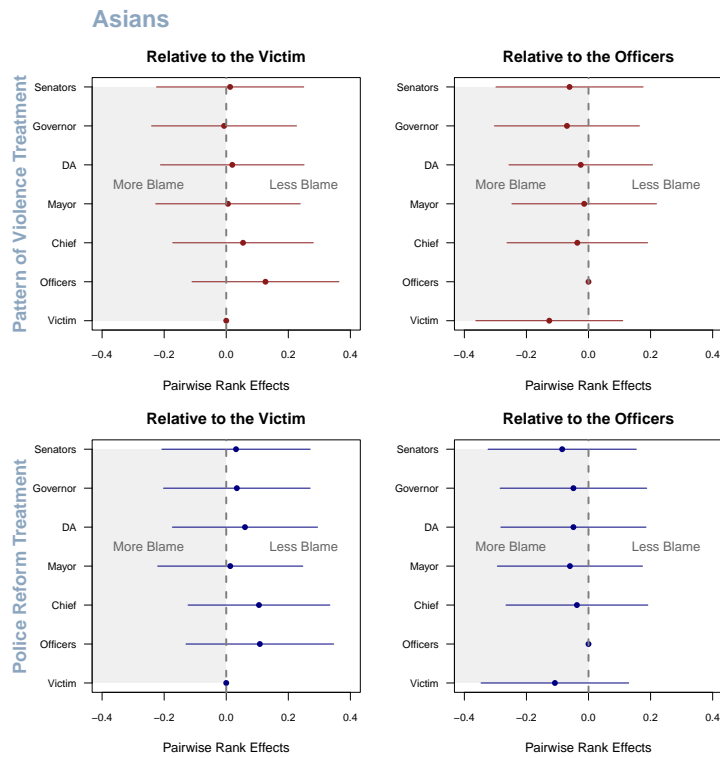 Asians
Pattern of Violence Treatment
Relative to the Victim
Senators
Governor
DA
More Blame Less Blame
Mayor
Chief
Officers
Victim
−0.4 −0.2 0.0 0.2 0.4
Pairwise Rank Effects
Relative to the Officers
Senators
Governor
DA
More Blame Less Blame
Mayor
Chief
Officers
Victim
−0.4 −0.2 0.0 0.2 0.4
Pairwise Rank Effects
Police Reform Treatment
Relative to the Victim
Senators
Governor
DA
More Blame Less Blame
Mayor
Chief
Officers
Victim
−0.4 −0.2 0.0 0.2 0.4
Pairwise Rank Effects
Relative to the Officers
Senators
Governor
DA
More Blame Less Blame
Mayor
Chief
Officers
Victim
−0.4 −0.2 0.0 0.2 0.4
Pairwise Rank Effects